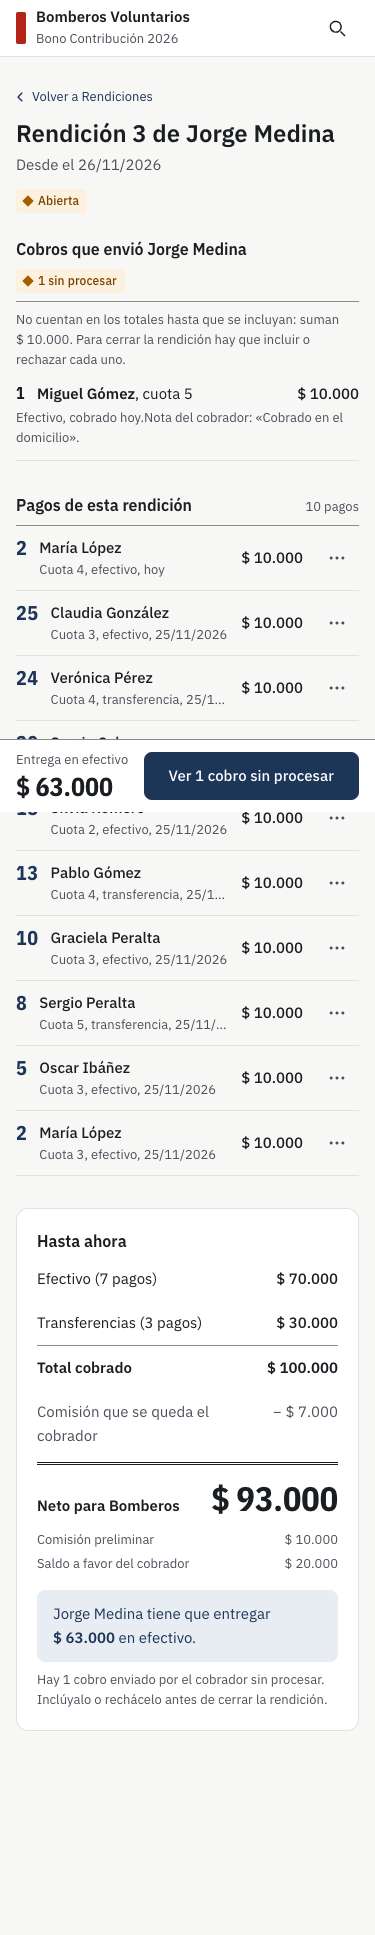 Bomberos Voluntarios
Bono Contribución 2026
Volver a Rendiciones
Rendición 3 de Jorge Medina
Desde el 26/11/2026
Abierta
Cobros que envió Jorge Medina
1 sin procesar
No cuentan en los totales hasta que se incluyan: suman
$ 10.000. Para cerrar la rendición hay que incluir o
rechazar cada uno.
1 Miguel Gómez, cuota 5 $ 10.000
Efectivo, cobrado hoy.Nota del cobrador: «Cobrado en el
domicilio».
Pagos de esta rendición 10 pagos
2 María López
Cuota 4, efectivo, hoy
$ 10.000
25 Claudia González
Cuota 3, efectivo, 25/11/2026
$ 10.000
24 Verónica Pérez
Cuota 4, transferencia, 25/1...
$ 10.000
Entrega en efectivo
$ 63.000
Ver 1 cobro sin procesar
Cuota 2, efectivo, 25/11/2026
$ 10.000
13 Pablo Gómez
Cuota 4, transferencia, 25/1...
$ 10.000
10 Graciela Peralta
Cuota 3, efectivo, 25/11/2026
$ 10.000
8 Sergio Peralta
Cuota 5, transferencia, 25/11/...
$ 10.000
5 Oscar Ibáñez
Cuota 3, efectivo, 25/11/2026
$ 10.000
2 María López
Cuota 3, efectivo, 25/11/2026
$ 10.000
Hasta ahora
Efectivo (7 pagos) $ 70.000
Transferencias (3 pagos) $ 30.000
Total cobrado $ 100.000
Comisión que se queda el
cobrador
− $ 7.000
Neto para Bomberos $ 93.000
Comisión preliminar $ 10.000
Saldo a favor del cobrador $ 20.000
Jorge Medina tiene que entregar
$ 63.000 en efectivo.
Hay 1 cobro enviado por el cobrador sin procesar.
Inclúyalo o rechácelo antes de cerrar la rendición.